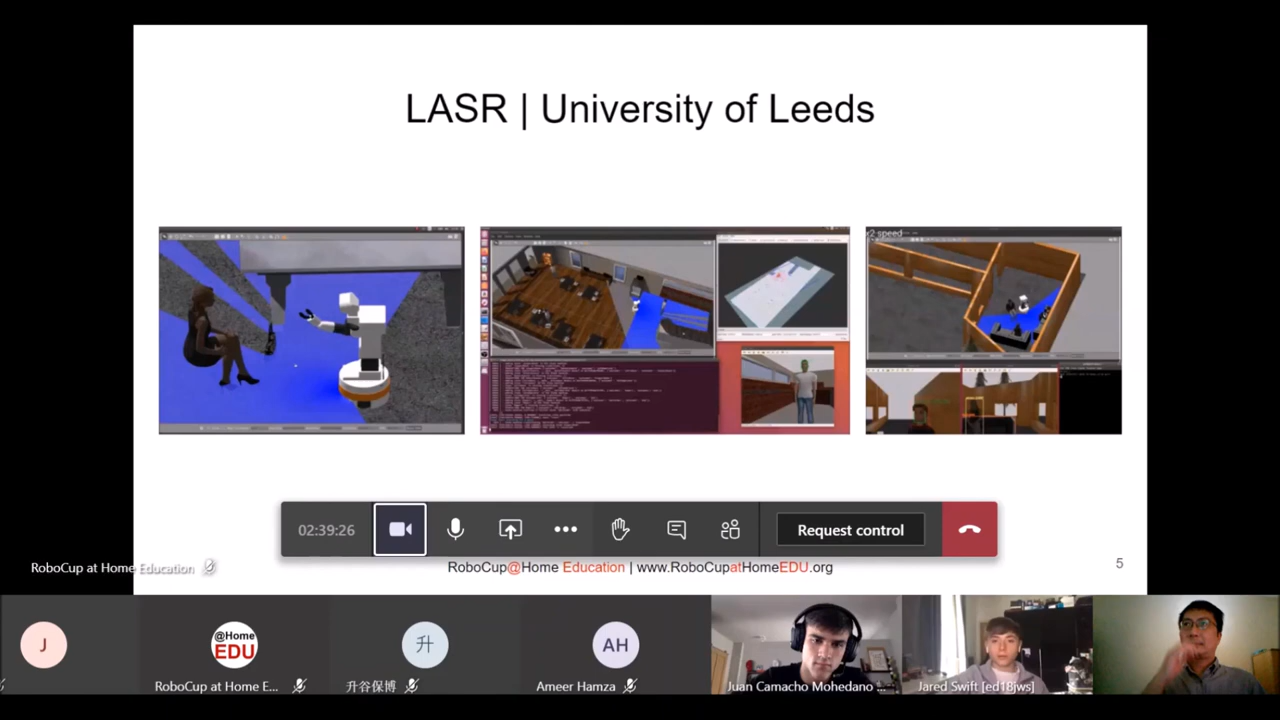 LASR | University of Leeds
x2 speed
02:39:26
Request control
RoboCup@Home Education | www.RoboCupatHomeEDU.org
5
RoboCup at Home Education
J
@Home
EDU
升
AH
RoboCup at Home E...
升谷保博
Ameer Hamza
Juan Camacho Mohedano ...
Jared Swift [ed18jws]